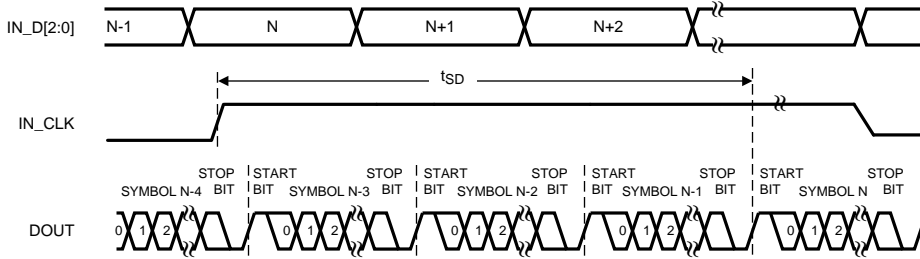 IN_D[2:0] N-1 N N+1 N+2
tSD
IN_CLK
STOP START STOP START STOP START STOP START STOP
SYMBOL N-4 BIT BIT SYMBOL N-3 BIT BIT SYMBOL N-2 BIT BIT SYMBOL N-1 BIT BIT SYMBOL N BIT
DOUT 0 1 2 0 1 2 0 1 2 0 1 2 0 1 2